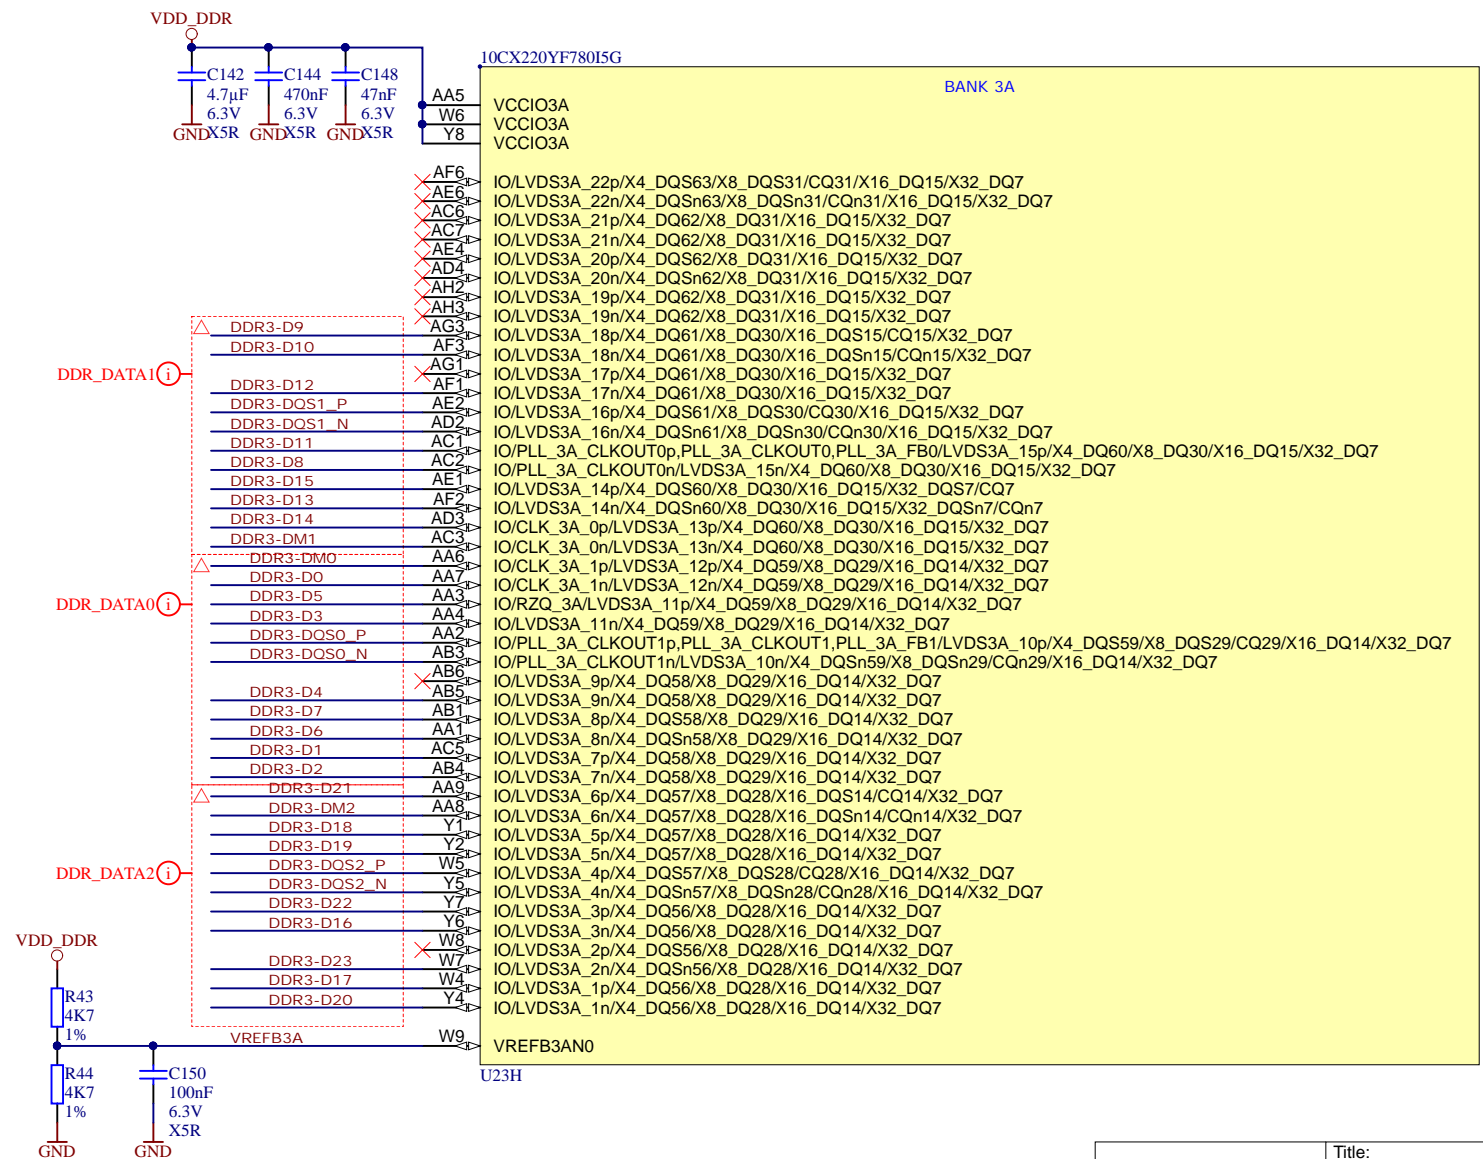 VDD_DDR
C142
4.7µF
6.3V
X5R
GND
C144
470nF
6.3V
X5R
GND
C148
47nF
6.3V
X5R
GND
10CX220YF780I5G
BANK 3A
AA5 VCCIO3A
W6 VCCIO3A
Y8 VCCIO3A
AF6 IO/LVDS3A_22p/X4_DQS63/X8_DQS31/CQ31/X16_DQ15/X32_DQ7
AE6 IO/LVDS3A_22n/X4_DQSn63/X8_DQSn31/CQn31/X16_DQ15/X32_DQ7
AC6 IO/LVDS3A_21p/X4_DQ62/X8_DQ31/X16_DQ15/X32_DQ7
AC7 IO/LVDS3A_21n/X4_DQ62/X8_DQ31/X16_DQ15/X32_DQ7
AE4 IO/LVDS3A_20p/X4_DQS62/X8_DQ31/X16_DQ15/X32_DQ7
AD4 IO/LVDS3A_20n/X4_DQSn62/X8_DQ31/X16_DQ15/X32_DQ7
AH2 IO/LVDS3A_19p/X4_DQ62/X8_DQ31/X16_DQ15/X32_DQ7
AH3 IO/LVDS3A_19n/X4_DQ62/X8_DQ31/X16_DQ15/X32_DQ7
DDR3-D9 AG3 IO/LVDS3A_18p/X4_DQ61/X8_DQ30/X16_DQS15/CQ15/X32_DQ7
DDR3-D10 AF3 IO/LVDS3A_18n/X4_DQ61/X8_DQ30/X16_DQSn15/CQn15/X32_DQ7
DDR_DATA1 i AG1 IO/LVDS3A_17p/X4_DQ61/X8_DQ30/X16_DQ15/X32_DQ7
DDR3-D12 AF1 IO/LVDS3A_17n/X4_DQ61/X8_DQ30/X16_DQ15/X32_DQ7
DDR3-DQS1_P AE2 IO/LVDS3A_16p/X4_DQS61/X8_DQS30/CQ30/X16_DQ15/X32_DQ7
DDR3-DQS1_N AD2 IO/LVDS3A_16n/X4_DQSn61/X8_DQSn30/CQn30/X16_DQ15/X32_DQ7
DDR3-D11 AC1 IO/PLL_3A_CLKOUT0p,PLL_3A_CLKOUT0,PLL_3A_FB0/LVDS3A_15p/X4_DQ60/X8_DQ30/X16_DQ15/X32_DQ7
DDR3-D8 AC2 IO/PLL_3A_CLKOUT0n/LVDS3A_15n/X4_DQ60/X8_DQ30/X16_DQ15/X32_DQ7
DDR3-D15 AE1 IO/LVDS3A_14p/X4_DQS60/X8_DQ30/X16_DQ15/X32_DQS7/CQ7
DDR3-D13 AF2 IO/LVDS3A_14n/X4_DQSn60/X8_DQ30/X16_DQ15/X32_DQSn7/CQn7
DDR3-D14 AD3 IO/CLK_3A_0p/LVDS3A_13p/X4_DQ60/X8_DQ30/X16_DQ15/X32_DQ7
DDR3-DM1 AC3 IO/CLK_3A_0n/LVDS3A_13n/X4_DQ60/X8_DQ30/X16_DQ15/X32_DQ7
DDR3-DM0 AA6 IO/CLK_3A_1p/LVDS3A_12p/X4_DQ59/X8_DQ29/X16_DQ14/X32_DQ7
DDR3-D0 AA7 IO/CLK_3A_1n/LVDS3A_12n/X4_DQ59/X8_DQ29/X16_DQ14/X32_DQ7
DDR_DATA0 i DDR3-D5 AA3 IO/RZQ_3A/LVDS3A_11p/X4_DQ59/X8_DQ29/X16_DQ14/X32_DQ7
DDR3-D3 AA4 IO/LVDS3A_11n/X4_DQ59/X8_DQ29/X16_DQ14/X32_DQ7
DDR3-DQS0_P AA2 IO/PLL_3A_CLKOUT1p,PLL_3A_CLKOUT1,PLL_3A_FB1/LVDS3A_10p/X4_DQS59/X8_DQS29/CQ29/X16_DQ14/X32_DQ7
DDR3-DQS0_N AB3 IO/PLL_3A_CLKOUT1n/LVDS3A_10n/X4_DQSn59/X8_DQSn29/CQn29/X16_DQ14/X32_DQ7
AB6 IO/LVDS3A_9p/X4_DQ58/X8_DQ29/X16_DQ14/X32_DQ7
DDR3-D4 AB5 IO/LVDS3A_9n/X4_DQ58/X8_DQ29/X16_DQ14/X32_DQ7
DDR3-D7 AB1 IO/LVDS3A_8p/X4_DQS58/X8_DQ29/X16_DQ14/X32_DQ7
DDR3-D6 AA1 IO/LVDS3A_8n/X4_DQSn58/X8_DQ29/X16_DQ14/X32_DQ7
DDR3-D1 AC5 IO/LVDS3A_7p/X4_DQ58/X8_DQ29/X16_DQ14/X32_DQ7
DDR3-D2 AB4 IO/LVDS3A_7n/X4_DQ58/X8_DQ29/X16_DQ14/X32_DQ7
DDR3-D21 AA9 IO/LVDS3A_6p/X4_DQ57/X8_DQ28/X16_DQS14/CQ14/X32_DQ7
DDR3-DM2 AA8 IO/LVDS3A_6n/X4_DQ57/X8_DQ28/X16_DQSn14/CQn14/X32_DQ7
DDR3-D18 Y1 IO/LVDS3A_5p/X4_DQ57/X8_DQ28/X16_DQ14/X32_DQ7
DDR3-D19 Y2 IO/LVDS3A_5n/X4_DQ57/X8_DQ28/X16_DQ14/X32_DQ7
DDR_DATA2 i DDR3-DQS2_P W5 IO/LVDS3A_4p/X4_DQS57/X8_DQS28/CQ28/X16_DQ14/X32_DQ7
DDR3-DQS2_N Y5 IO/LVDS3A_4n/X4_DQSn57/X8_DQSn28/CQn28/X16_DQ14/X32_DQ7
DDR3-D22 Y7 IO/LVDS3A_3p/X4_DQ56/X8_DQ28/X16_DQ14/X32_DQ7
DDR3-D16 Y6 IO/LVDS3A_3n/X4_DQ56/X8_DQ28/X16_DQ14/X32_DQ7
W8 IO/LVDS3A_2p/X4_DQS56/X8_DQ28/X16_DQ14/X32_DQ7
DDR3-D23 W7 IO/LVDS3A_2n/X4_DQSn56/X8_DQ28/X16_DQ14/X32_DQ7
DDR3-D17 W4 IO/LVDS3A_1p/X4_DQ56/X8_DQ28/X16_DQ14/X32_DQ7
DDR3-D20 Y4 IO/LVDS3A_1n/X4_DQ56/X8_DQ28/X16_DQ14/X32_DQ7
VREFB3A W9 VREFB3AN0
U23H
VDD_DDR
R43
4K7
1%
R44
4K7
1%
GND
C150
100nF
6.3V
X5R
GND
Title: